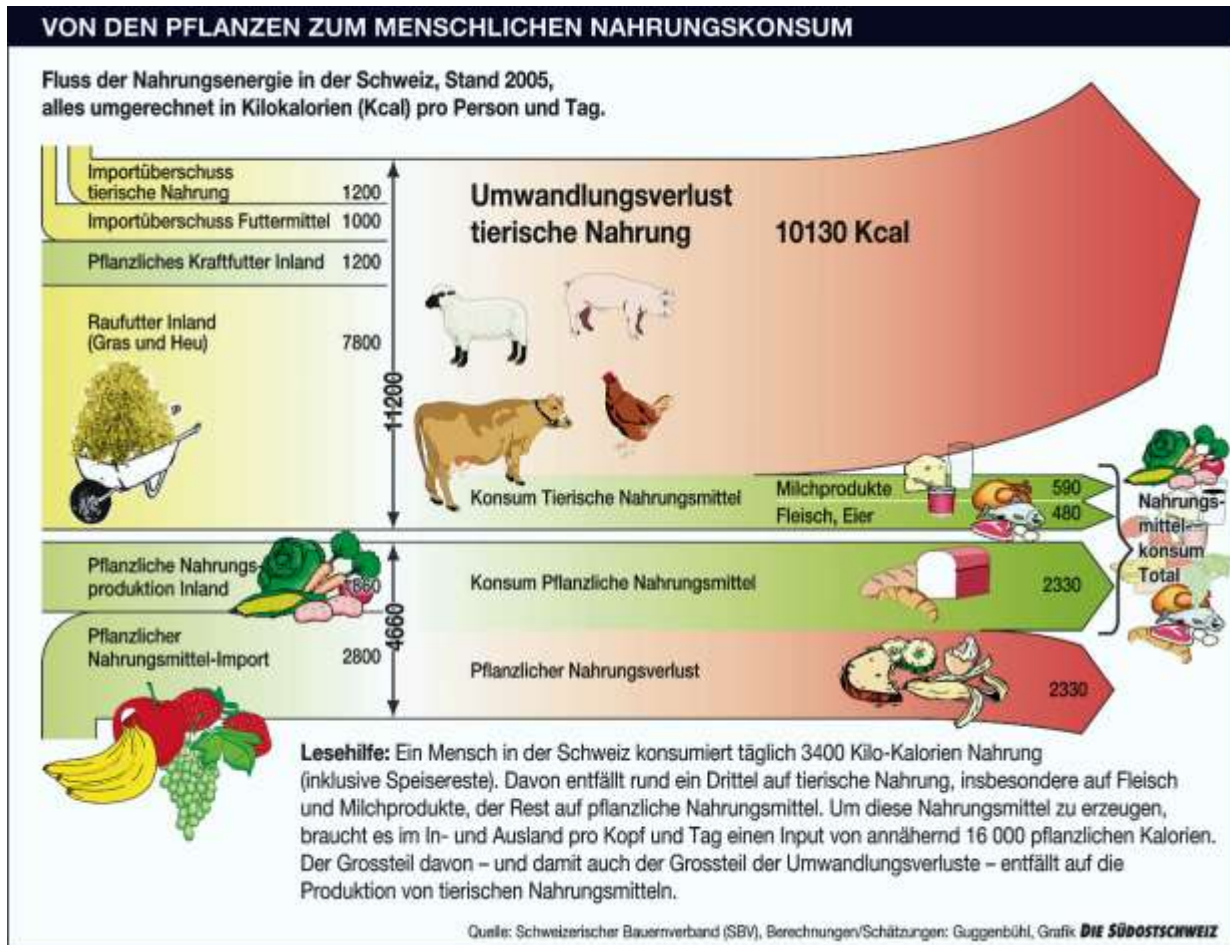 VON DEN PFLANZEN ZUM MENSCHLICHEN NAHRUNGSKONSUM
Fluss der Nahrungsenergie in der Schweiz, Stand 2005,
alles umgerechnet in Kilokalorien (Kcal) pro Person und Tag.
Importüberschuss
tierische Nahrung 1200
Importüberschuss Futtermittel 1000
Pflanzliches Kraftfutter Inland 1200
Raufutter Inland
(Gras und Heu) 7800
11200
Umwandlungsverlust
tierische Nahrung 10130 Kcal
Konsum Tierische Nahrungsmittel
Milchprodukte 590
Fleisch, Eier 480
Pflanzliche Nahrungs-
produktion Inland 860
Pflanzlicher
Nahrungsmittel-Import 2800
4660
Konsum Pflanzliche Nahrungsmittel 2330
Pflanzlicher Nahrungsverlust 2330
Nahrungs-
mittel-
konsum
Total
Lesehilfe: Ein Mensch in der Schweiz konsumiert täglich 3400 Kilo-Kalorien Nahrung
(inklusive Speisereste). Davon entfällt rund ein Drittel auf tierische Nahrung, insbesondere auf Fleisch
und Milchprodukte, der Rest auf pflanzliche Nahrungsmittel. Um diese Nahrungsmittel zu erzeugen,
braucht es im In- und Ausland pro Kopf und Tag einen Input von annähernd 16 000 pflanzlichen Kalorien.
Der Grossteil davon – und damit auch der Grossteil der Umwandlungsverluste – entfällt auf die
Produktion von tierischen Nahrungsmitteln.
Quelle: Schweizerischer Bauernverband (SBV), Berechnungen/Schätzungen: Guggenbühl, Grafik DIE SÜDOSTSCHWEIZ